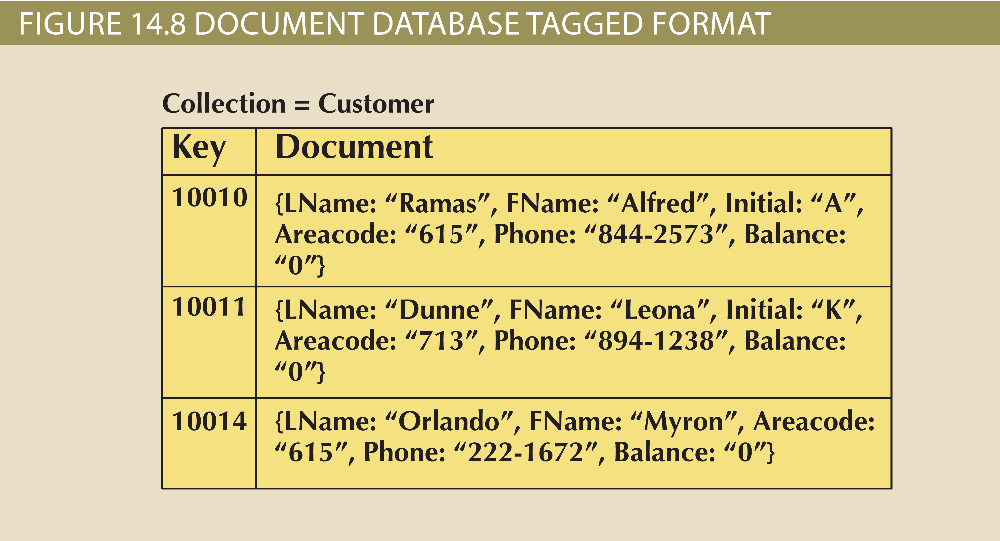 FIGURE 14.8 DOCUMENT DATABASE TAGGED FORMAT
Collection = Customer
Key Document
10010 {LName: “Ramas”, FName: “Alfred”, Initial: “A”,
Areacode: “615”, Phone: “844-2573”, Balance:
“0”}
10011 {LName: “Dunne”, FName: “Leona”, Initial: “K”,
Areacode: “713”, Phone: “894-1238”, Balance:
“0”}
10014 {LName: “Orlando”, FName: “Myron”, Areacode:
“615”, Phone: “222-1672”, Balance: “0”}